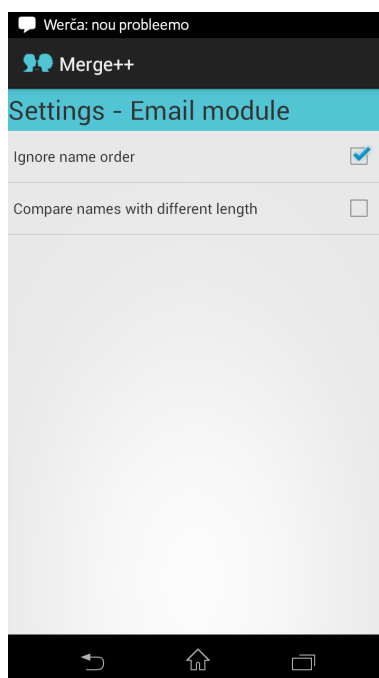 Werča: nou probleemo
Merge++
Settings - Email module
Ignore name order
Compare names with different length